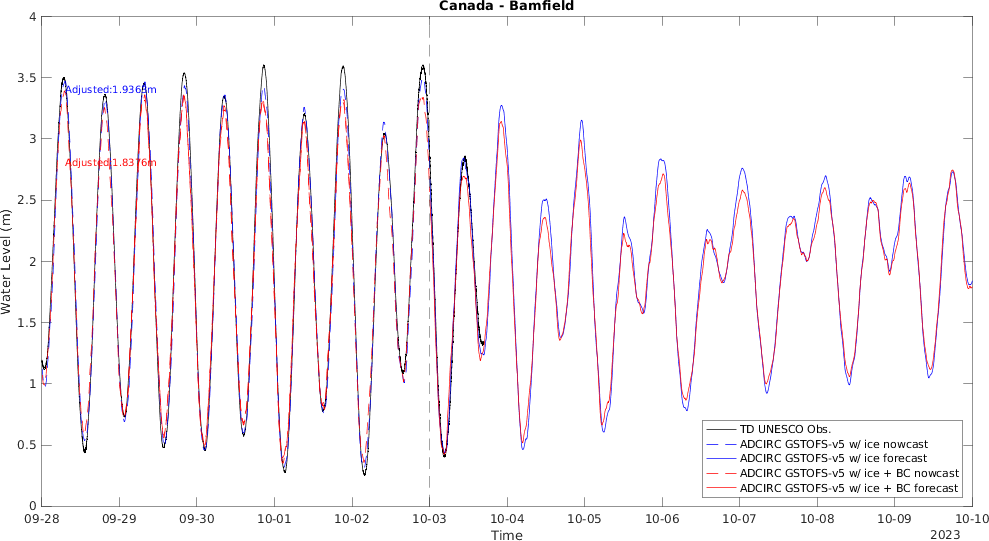 Canada - Bamfield
4
3.5
3
2.5
2
1.5
1
0.5
0
Water Level (m)
Adjusted:1.936
Adjusted:1.8376m
TD UNESCO Obs.
ADCIRC GSTOFS-v5 w/ ice nowcast
ADCIRC GSTOFS-v5 w/ ice forecast
ADCIRC GSTOFS-v5 w/ ice + BC nowcast
ADCIRC GSTOFS-v5 w/ ice + BC forecast
09-28 09-29 09-30 10-01 10-02 10-03 10-04 10-05 10-06 10-07 10-08 10-09 10-10
Time
2023